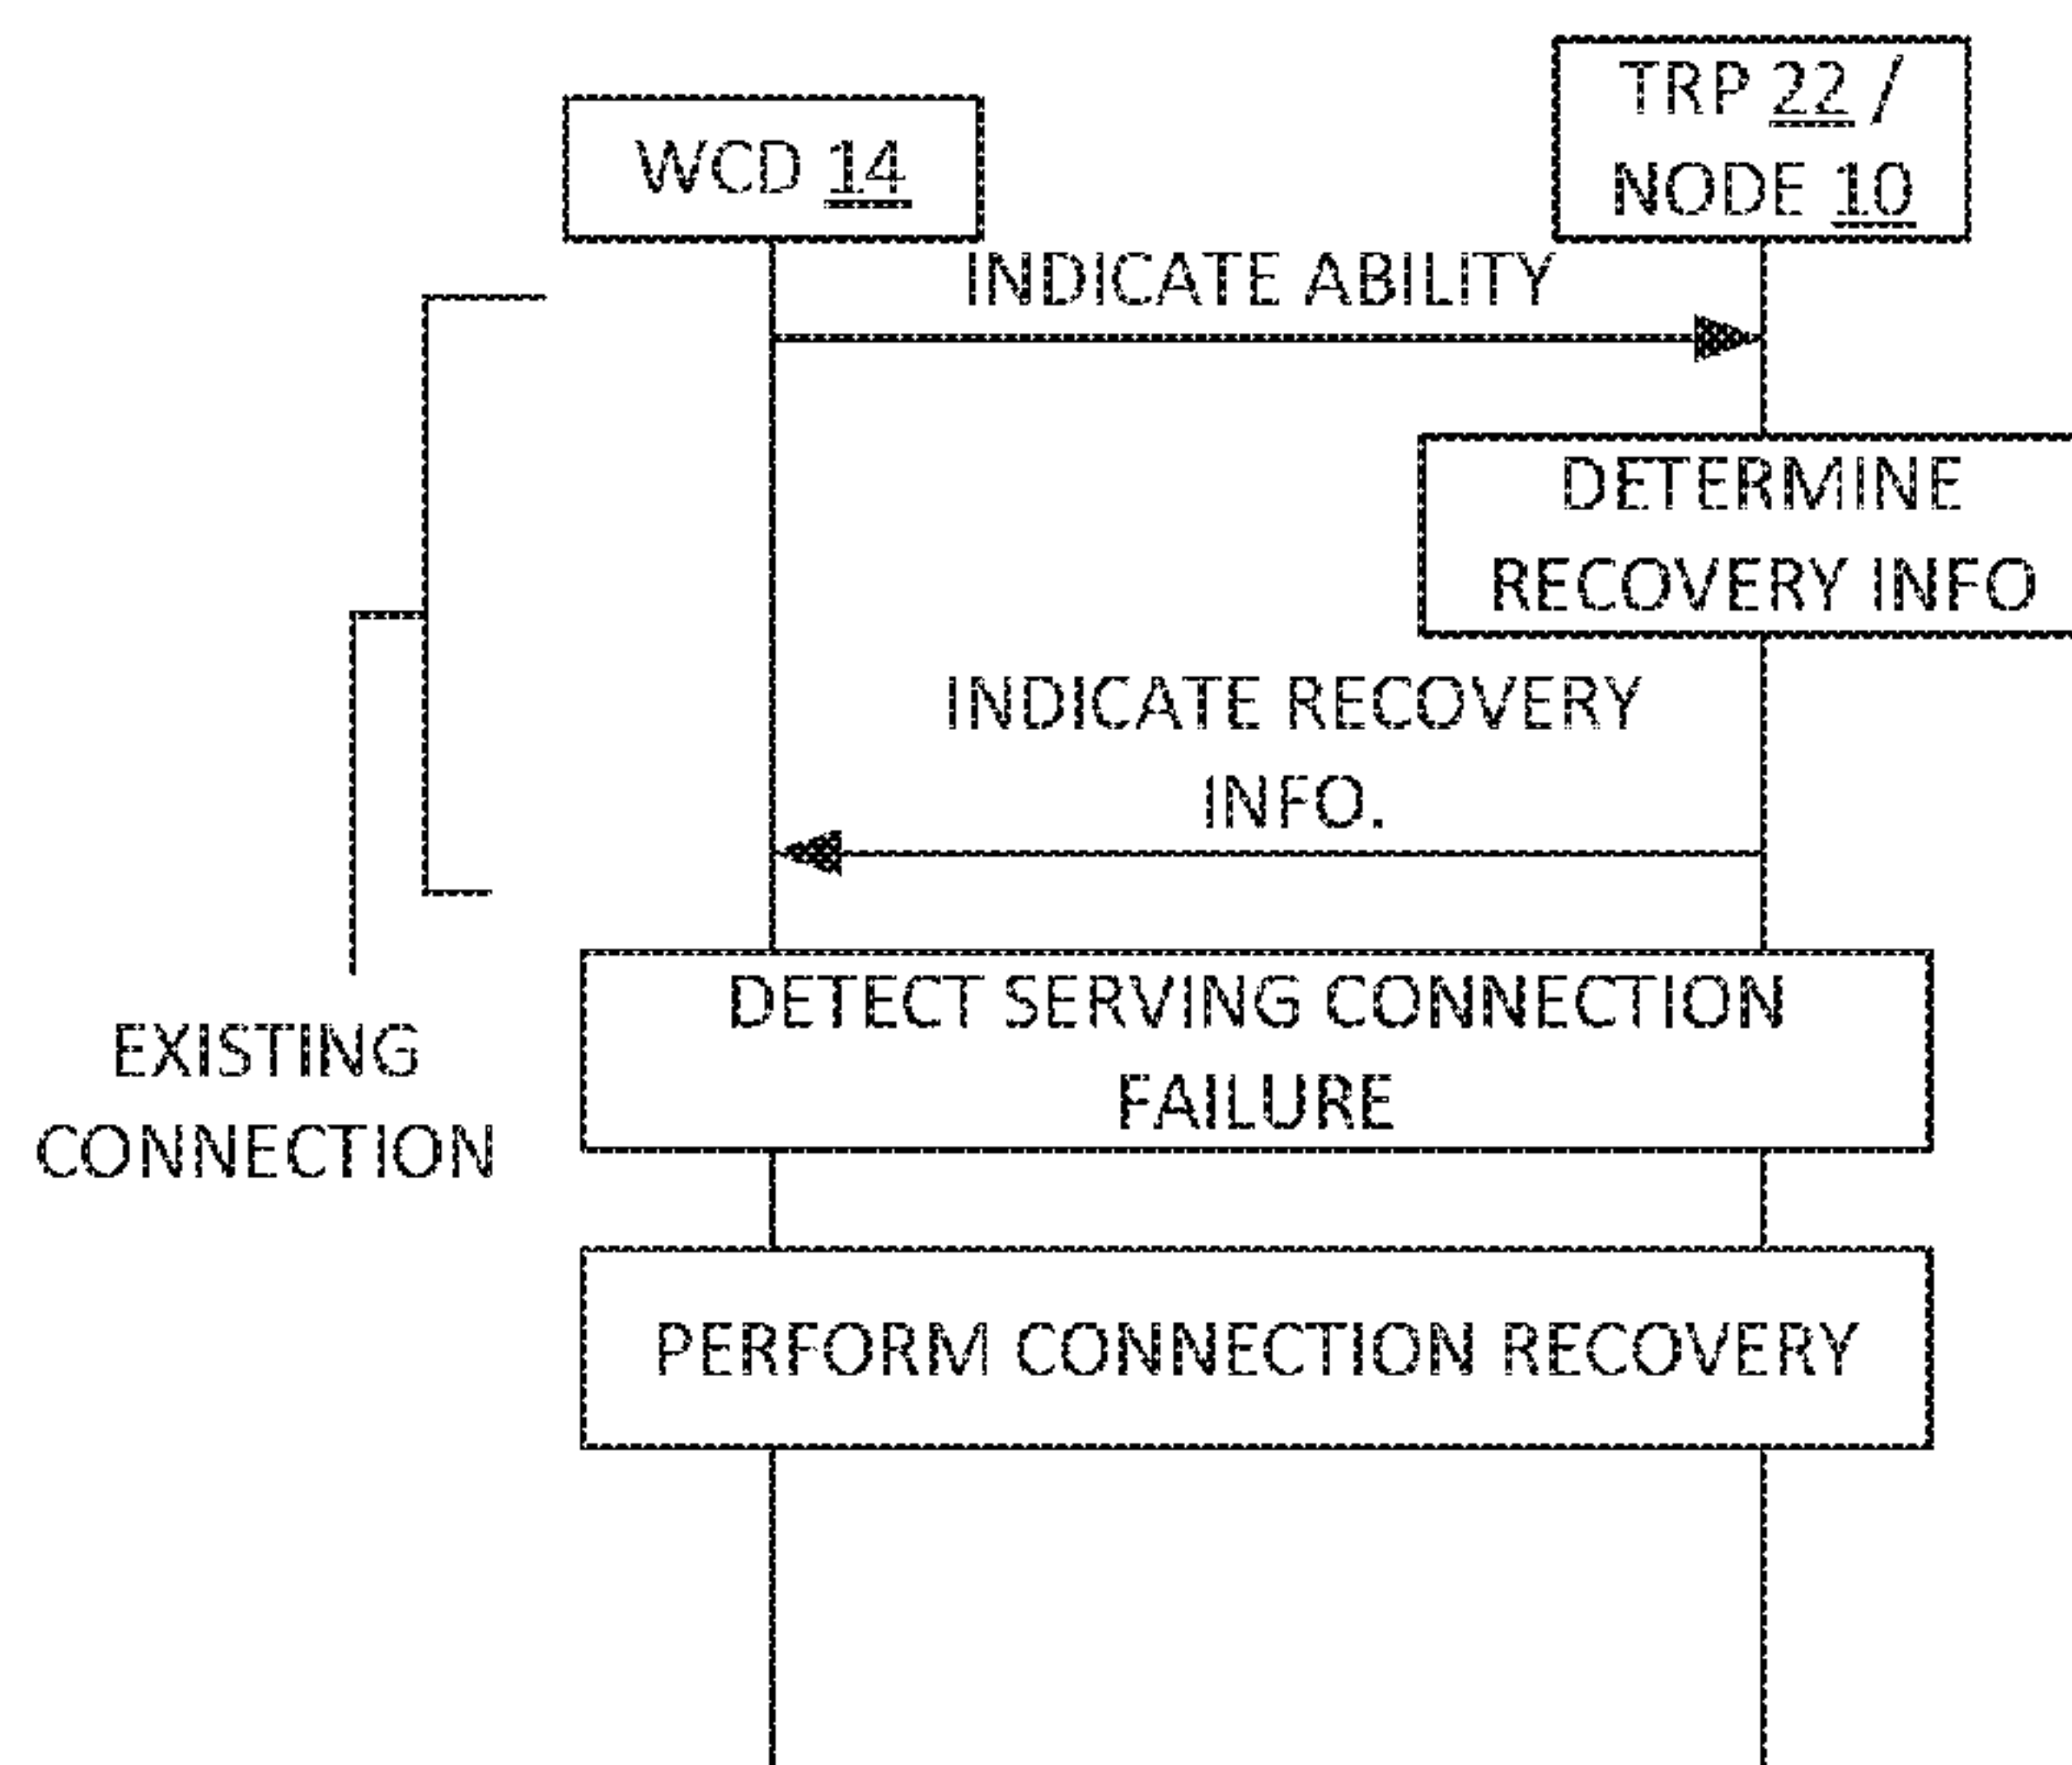 WCD 14
TRP 22 /
NODE 10
INDICATE ABILITY
DETERMINE
RECOVERY INFO
INDICATE RECOVERY
INFO.
EXISTING
CONNECTION
DETECT SERVING CONNECTION
FAILURE
PERFORM CONNECTION RECOVERY